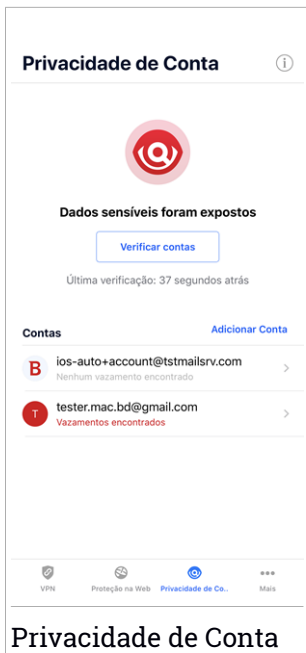 Privacidade de Conta
Dados sensíveis foram expostos
Verificar contas
Última verificação: 37 segundos atrás
Contas
Adicionar Conta
B
ios-auto+account@tstmailsrv.com
Nenhum vazamento encontrado
T
tester.mac.bd@gmail.com
Vazamentos encontrados
VPN
Proteção na Web
Privacidade de Co..
Mais
Privacidade de Conta